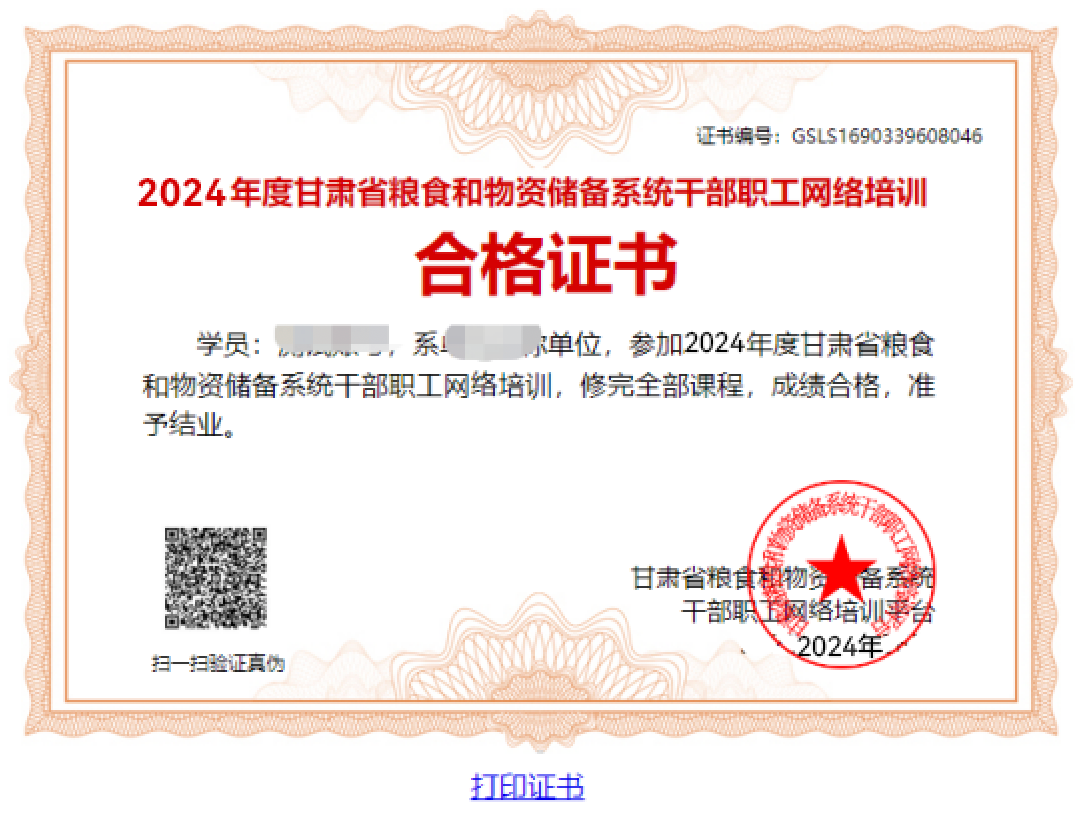 证书编号：GSLS1690339608046
2024年度甘肃省粮食和物资储备系统干部职工网络培训
合格证书
学员：，系单位，参加2024年度甘肃省粮食
和物资储备系统干部职工网络培训，修完全部课程，成绩合格，准
予结业。
甘肃省粮食和物资备系统
干部职工网络培训平台
2024年
扫一扫验证真伪
打印证书